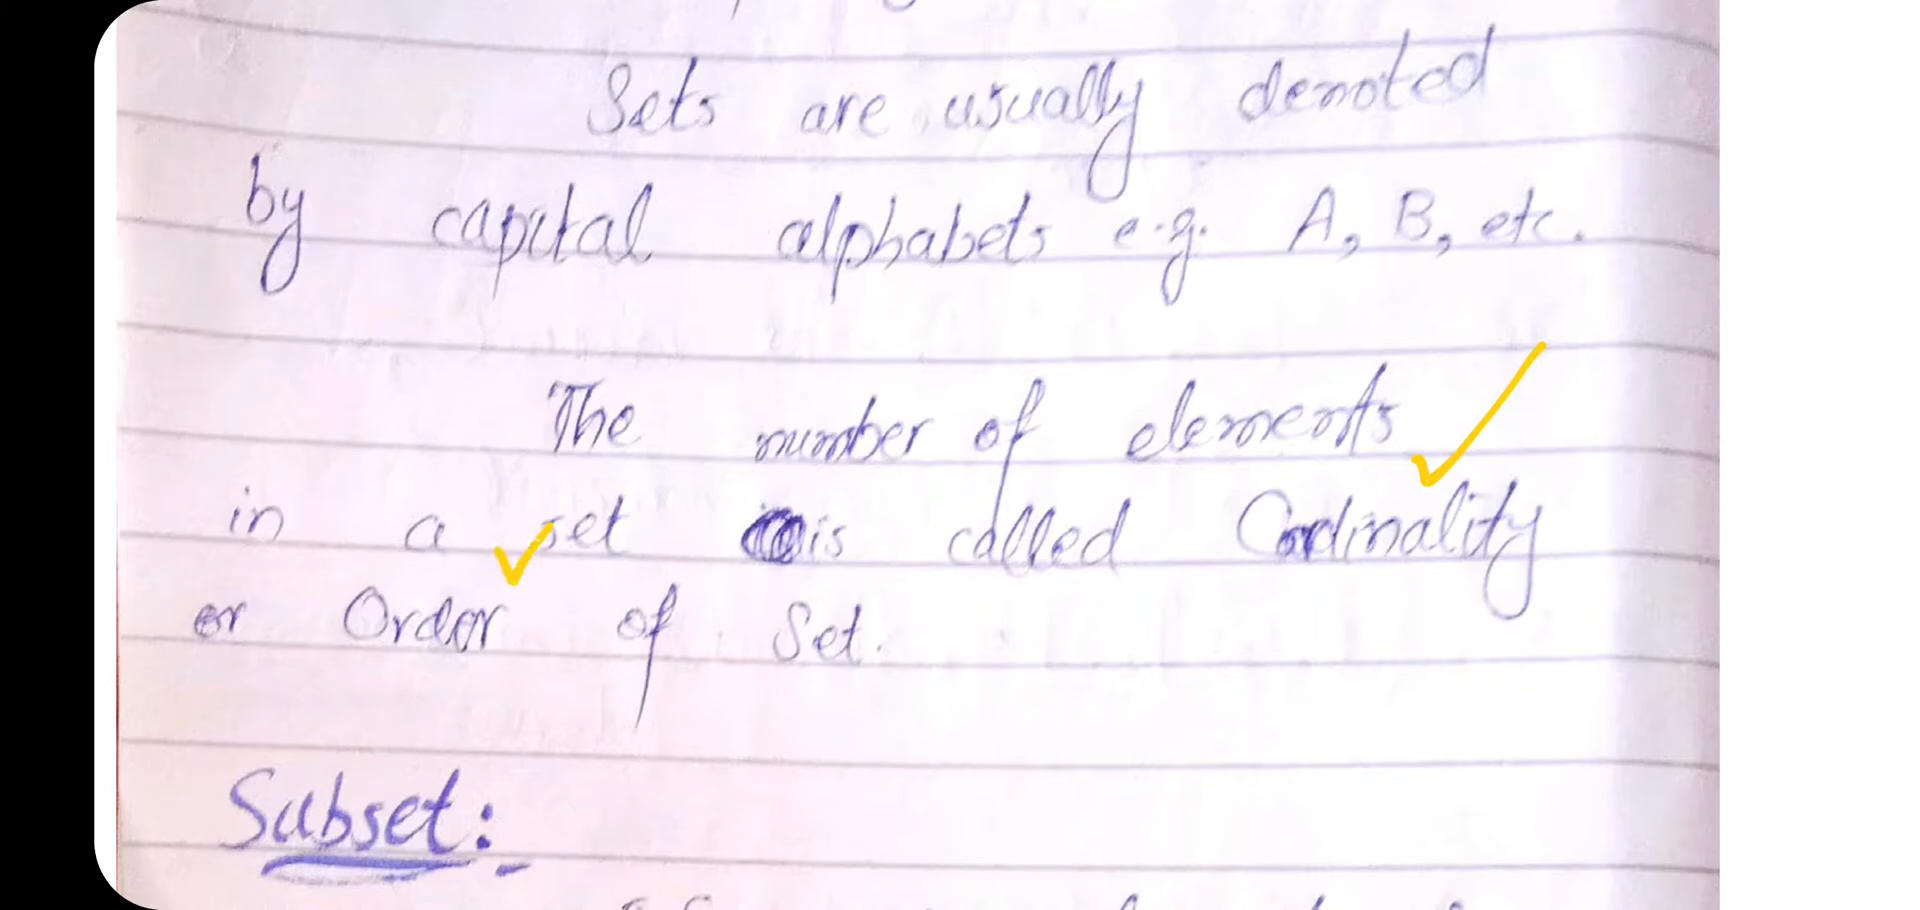 Sets are usually denoted
by capital alphabets e.g. A, B, etc.
The number of elements
in a set is called Cardinality
or Order of Set.
Subset:-